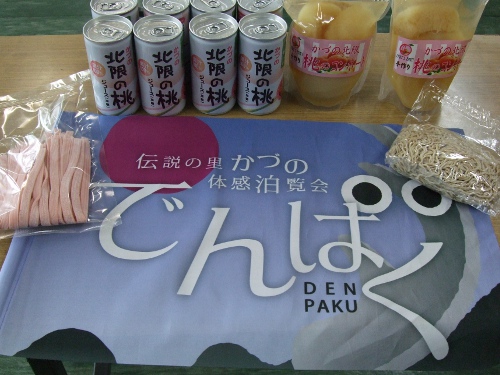 北限の桃
北限の桃
北限の桃
北限の桃
かづの北限
桃
かづの北限
桃
伝説の里 かづの
体感泊覧会
でんぱく
DEN
PAKU